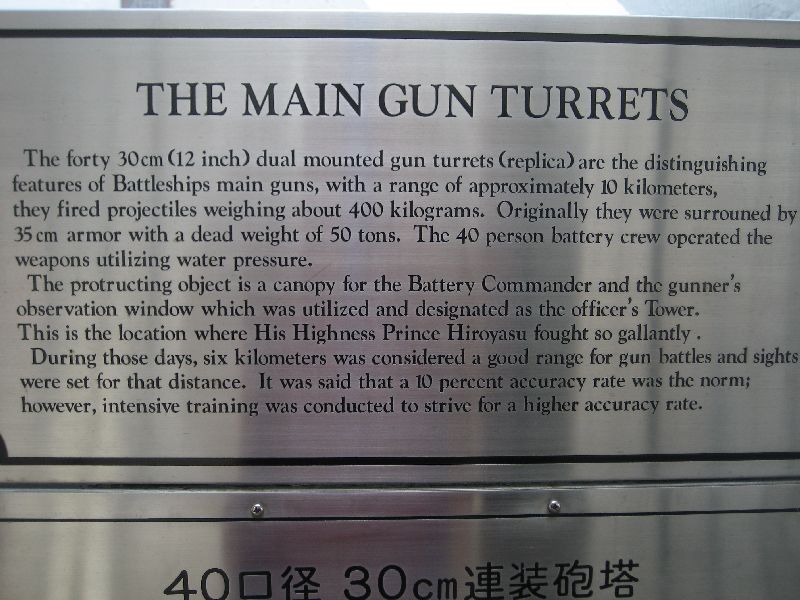 THE MAIN GUN TURRETS
The forty 30cm (12 inch) dual mounted gun turrets (replica) are the distinguishing
features of Battleships main guns, with a range of approximately 10 kilometers,
they fired projectiles weighing about 400 kilograms. Originally they were surrouned by
35cm armor with a dead weight of 50 tons. The 40 person battery crew operated the
weapons utilizing water pressure.
The protructing object is a canopy for the Battery Commander and the gunner's
observation window which was utilized and designated as the officer's Tower.
This is the location where His Highness Prince Hiroyasu fought so gallantly.
During those days, six kilometers was considered a good range for gun battles and sights
were set for that distance. It was said that a 10 percent accuracy rate was the norm;
however, intensive training was conducted to strive for a higher accuracy rate.
40口径 30cm連装砲塔